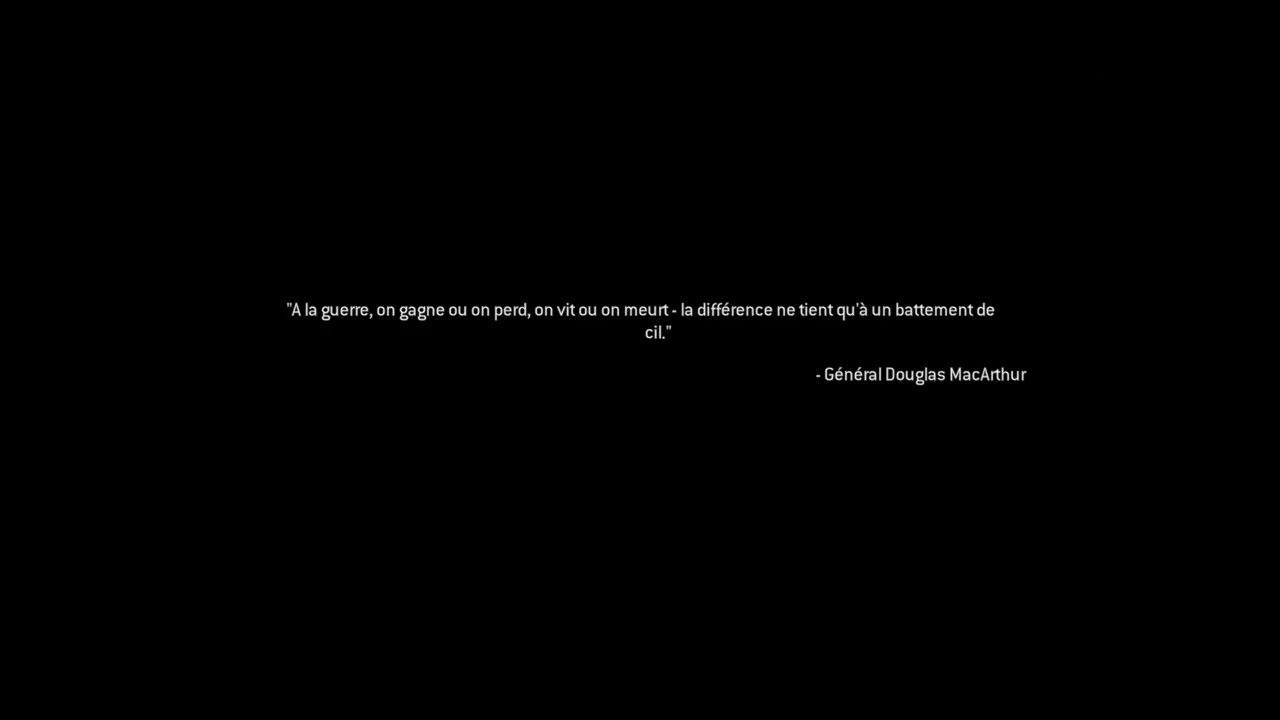 "A la guerre, on gagne ou on perd, on vit ou on meurt - la différence ne tient qu'à un battement de
cil."
- Général Douglas MacArthur